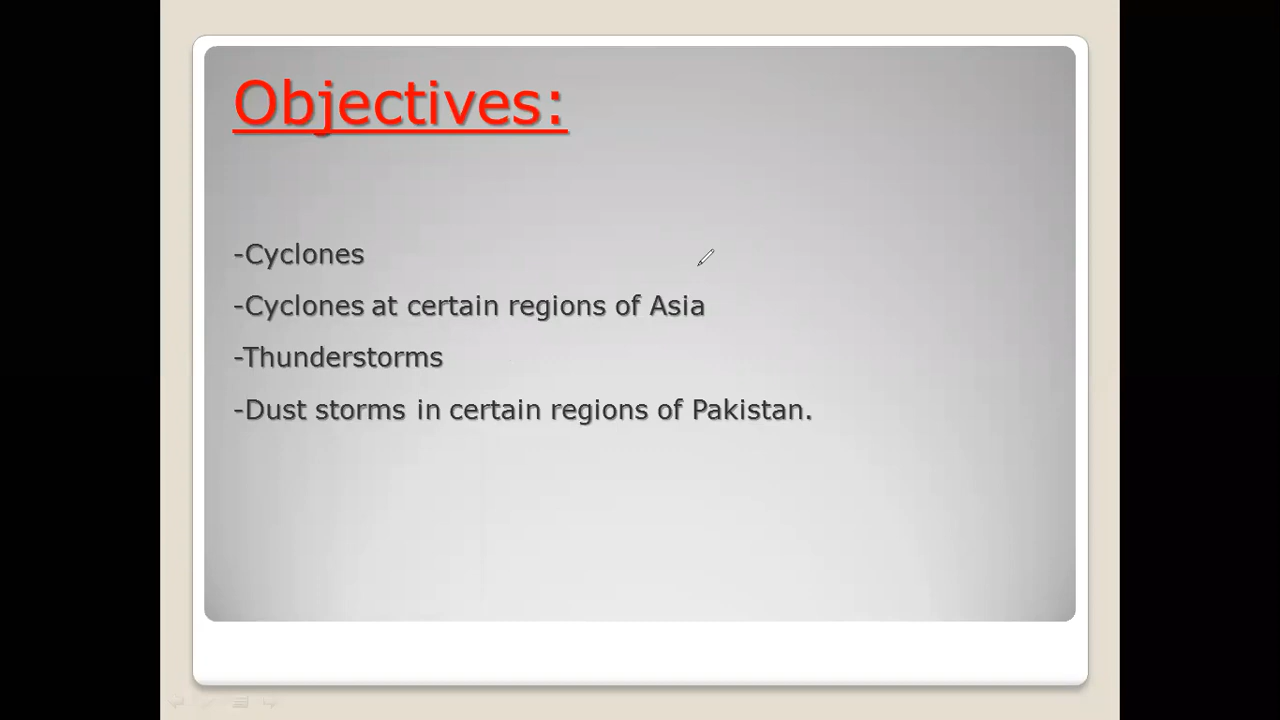 Objectives:
-Cyclones
-Cyclones at certain regions of Asia
-Thunderstorms
-Dust storms in certain regions of Pakistan.